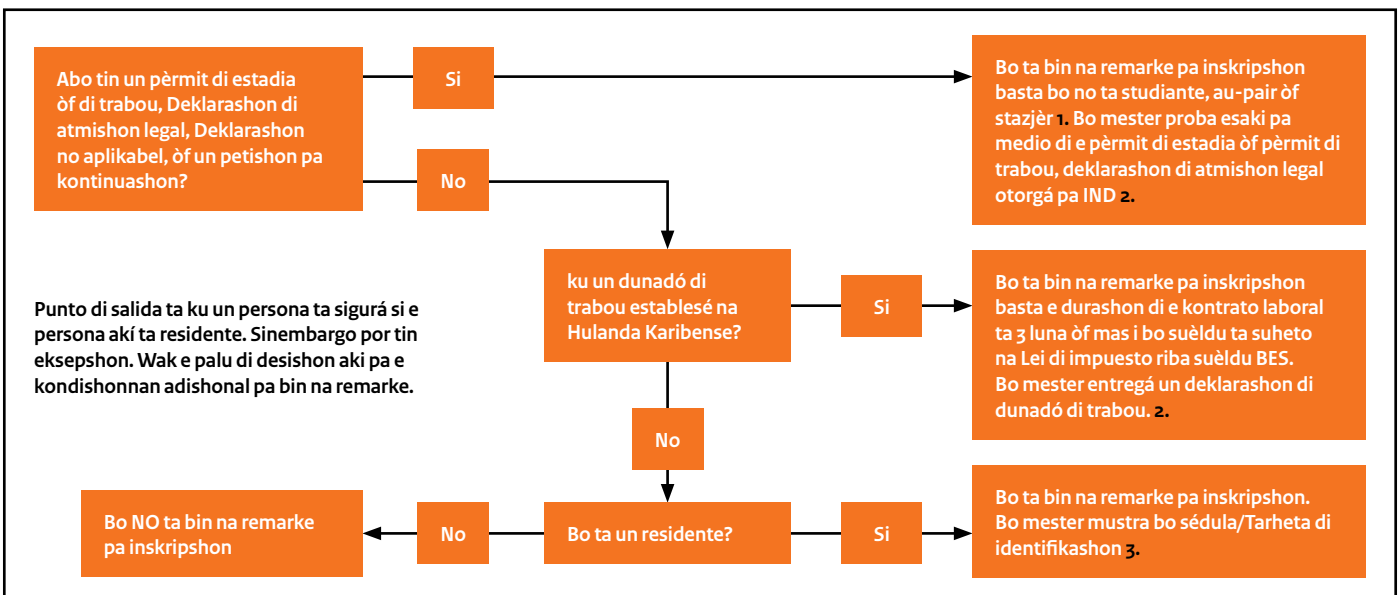 Abo tin un pèrmit di estadia
òf di trabou, Deklarashon di
atmishon legal, Deklarashon
no aplikabel, òf un petishon pa
kontinuashon?
Si
Bo ta bin na remarke pa inskripshon
basta bo no ta studiante, au-pair òf
stazjèr 1. Bo mester proba esaki pa
medio di e pèrmit di estadia òf pèrmit di
trabou, deklarashon di atmishon legal
otorgá pa IND 2.
No
ku un dunadó di
trabou establesé na
Hulanda Karibense?
Si
Bo ta bin na remarke pa inskripshon
basta e durashon di e kontrato laboral
ta 3 luna òf mas i bo suèldu ta suheto
na Lei di impuesto riba suèldu BES.
Bo mester entregá un deklarashon di
dunadó di trabou. 2.
Punto di salida ta ku un persona ta sigurá si e
persona akí ta residente. Sinembargo por tin
eksepshon. Wak e palu di desishon aki pa e
kondishonnan adishonal pa bin na remarke.
No
Bo ta un residente?
Si
Bo ta bin na remarke pa inskripshon.
Bo mester mustra bo sédula/Tarheta di
identifikashon 3.
No
Bo NO ta bin na remarke
pa inskripshon